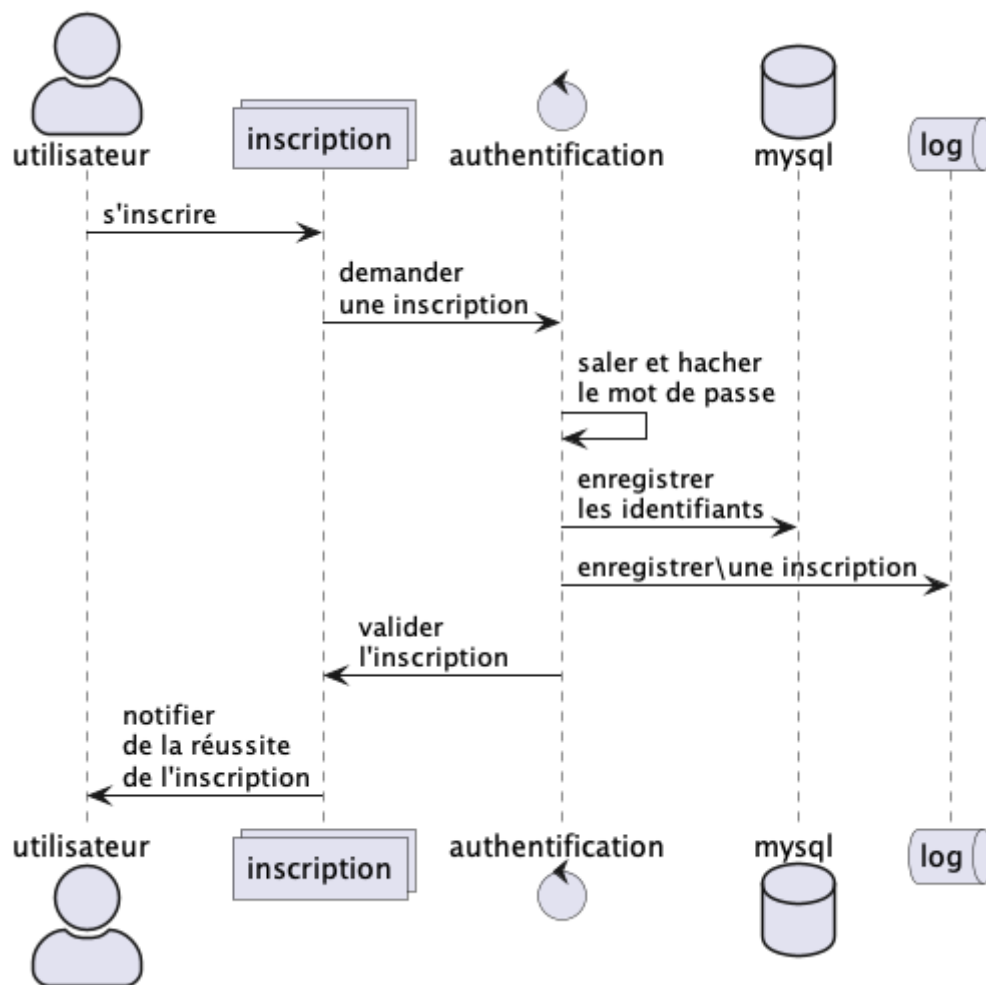 utilisateur
inscription
authentification
mysql
log
s'inscrire
demander
une inscription
saler et hacher
le mot de passe
enregistrer
les identifiants
enregistrer\une inscription
valider
l'inscription
notifier
de la réussite
de l'inscription
utilisateur
inscription
authentification
mysql
log